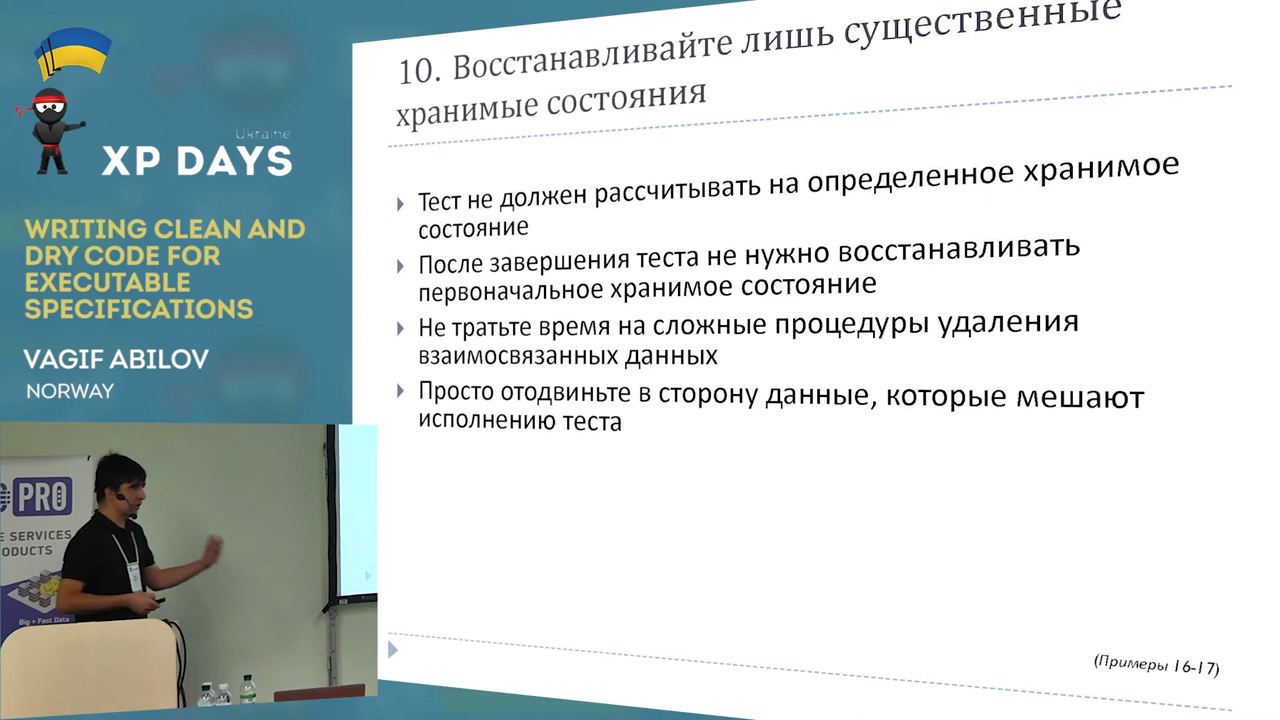 Ukraine
XP DAYS
WRITING CLEAN AND
DRY CODE FOR
EXECUTABLE
SPECIFICATIONS
VAGIF ABILOV
NORWAY
10. Восстанавливайте лишь существенные
хранимые состояния
Тест не должен рассчитывать на определенное хранимое
состояние
После завершения теста не нужно восстанавливать
первоначальное хранимое состояние
Не тратьте время на сложные процедуры удаления
взаимосвязанных данных
Просто отодвиньте в сторону данные, которые мешают
исполнению теста
(Примеры 16-17)
PRO
SERVICES
Big + Fast Data